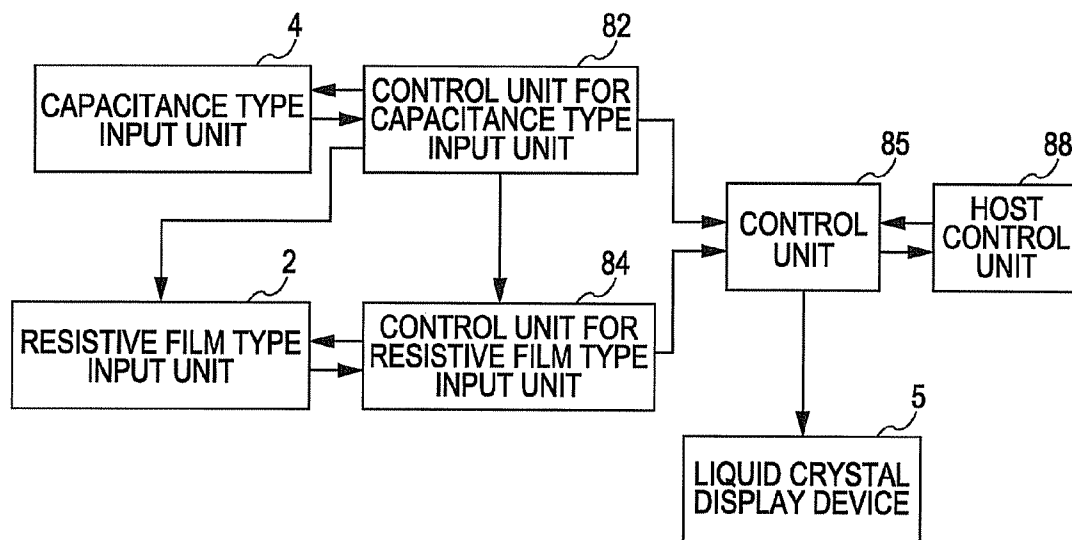 4
CAPACITANCE TYPE
INPUT UNIT
82
CONTROL UNIT FOR
CAPACITANCE TYPE
INPUT UNIT
85
CONTROL
UNIT
88
HOST
CONTROL
UNIT
2
RESISTIVE FILM TYPE
INPUT UNIT
84
CONTROL UNIT FOR
RESISTIVE FILM TYPE
INPUT UNIT
5
LIQUID CRYSTAL
DISPLAY DEVICE